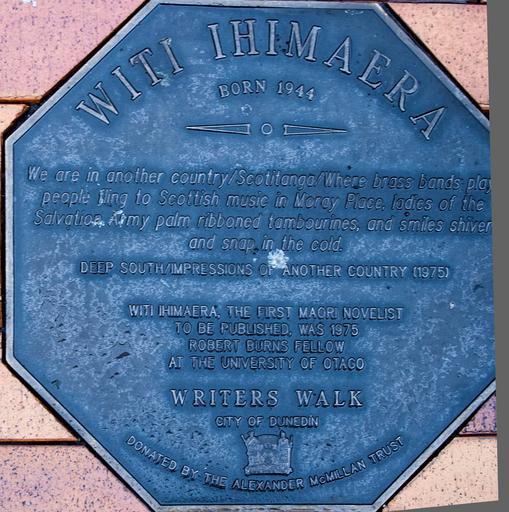 WITI IHIMAERA
BORN 1944
We are in another country/Scotitanga/Where brass bands play
people fling to Scottish music in Moray Place, ladies of the
Salvation Army palm ribboned tambourines, and smiles shiver
and snap in the cold.
DEEP SOUTH/IMPRESSIONS OF ANOTHER COUNTRY (1975)
WITI IHIMAERA, THE FIRST MAORI NOVELIST
TO BE PUBLISHED, WAS 1975
ROBERT BURNS FELLOW
AT THE UNIVERSITY OF OTAGO
WRITERS WALK
CITY OF DUNEDIN
DONATED BY THE ALEXANDER McMILLAN TRUST